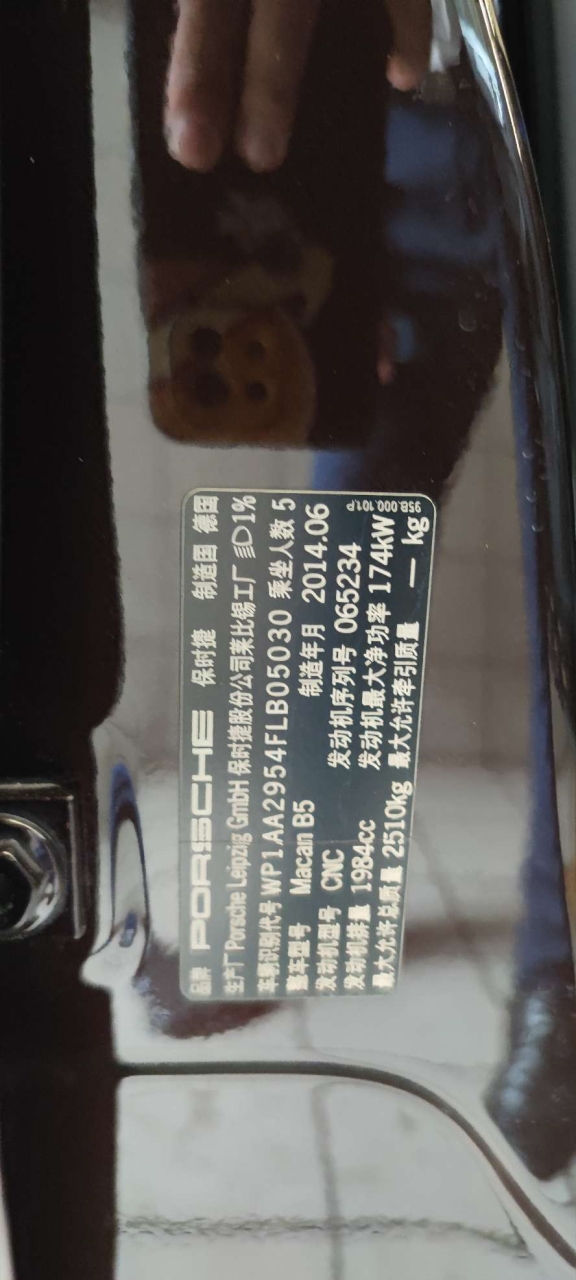 品牌 PORSCHE 保时捷 制造国 德国
生产厂 Porsche Leipzig GmbH 保时捷股份公司莱比锡工厂 1%
车辆识别代号 WP1AA2954FLB05030 乘坐人数 5
整车型号 Macan B5 制造年月 2014.06
发动机型号 CNC 发动机序列号 065234
发动机排量 1984cc 发动机最大净功率 174kW
最大允许总质量 2510kg 最大允许牵引质量 — kg
95B.000.101.P